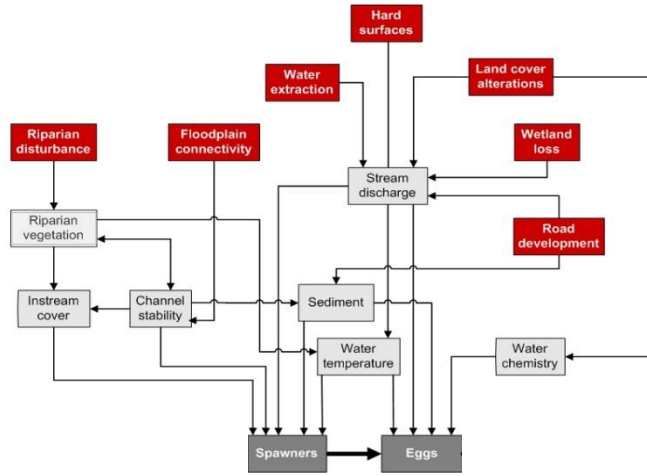 Hard
surfaces
Water
extraction
Land cover
alterations
Riparian
disturbance
Floodplain
connectivity
Wetland
loss
Stream
discharge
Riparian
vegetation
Road
development
Instream
cover
Channel
stability
Sediment
Water
temperature
Water
chemistry
Spawners
Eggs